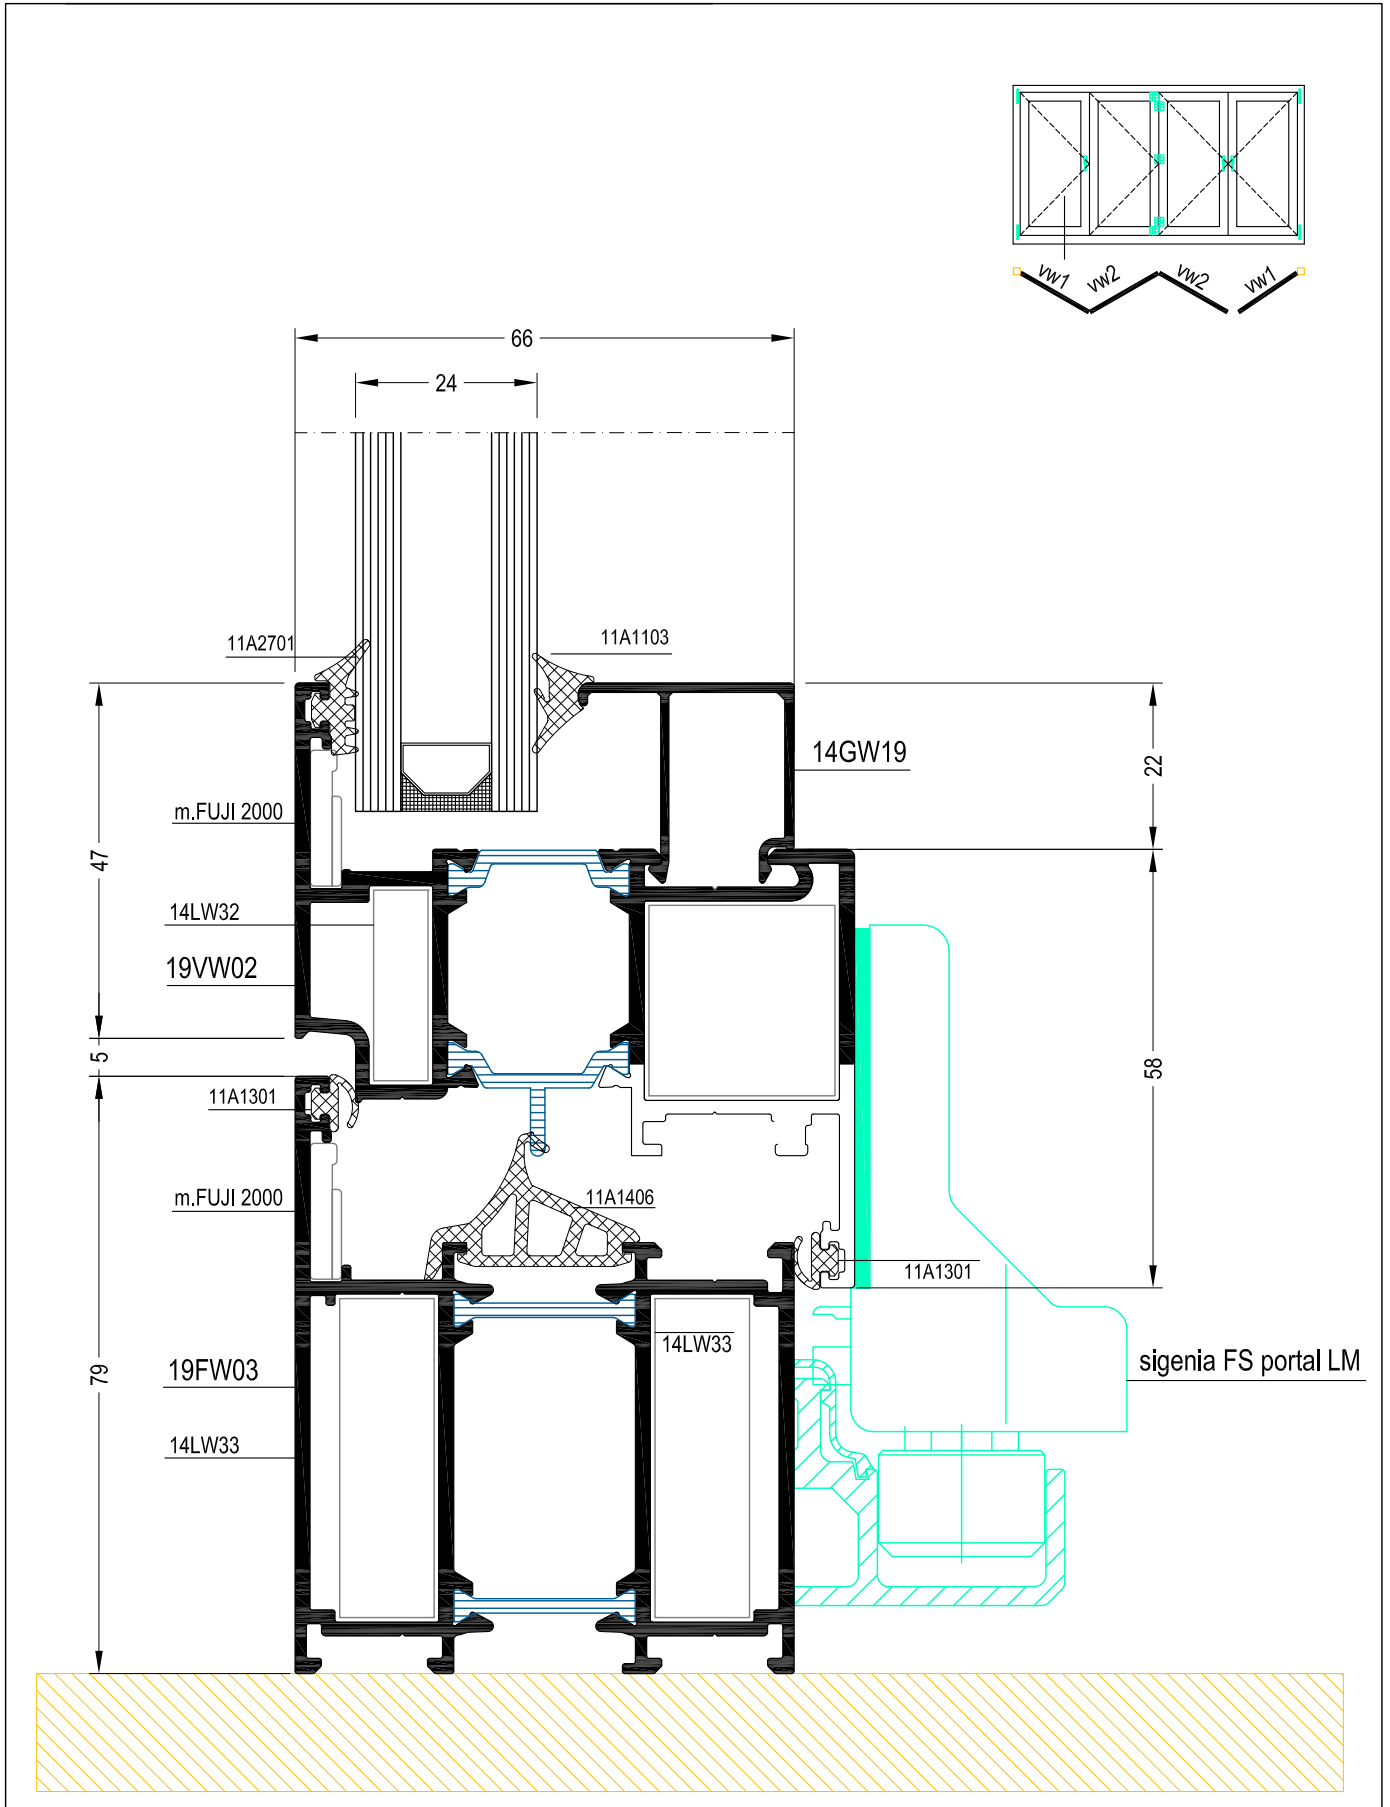 vw1
vw2
vw2
vw1
66
24
11A2701
11A1103
14GW19
22
m.FUJI 2000
47
14LW32
19VW02
5
58
11A1301
m.FUJI 2000
11A1406
11A1301
14LW33
sigenia FS portal LM
79
19FW03
14LW33